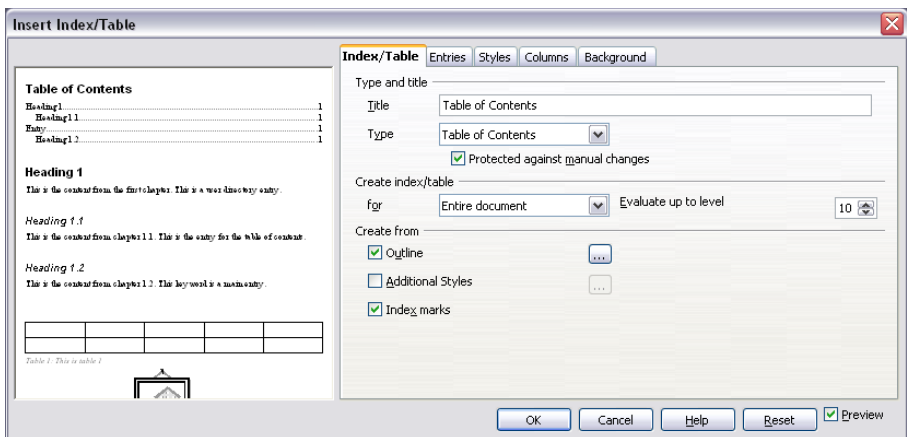 Insert Index/Table
Index/Table Entries Styles Columns Background
Table of Contents
Heading1 1
Heading1.1 1
Entry 1
Heading1.2 1
Heading 1
This is the content from the first chapter. This is a user directory entry.
Heading 1.1
This is the content from chapter 1.1. This is the entry for the table of contents.
Heading 1.2
This is the content from chapter 1.2. This keyword is a main entry.
Table 1: This is table 1
Type and title
Title Table of Contents
Type Table of Contents
Protected against manual changes
Create index/table
for Entire document Evaluate up to level 10
Create from
Outline ...
Additional Styles ...
Index marks
OK Cancel Help Reset Preview